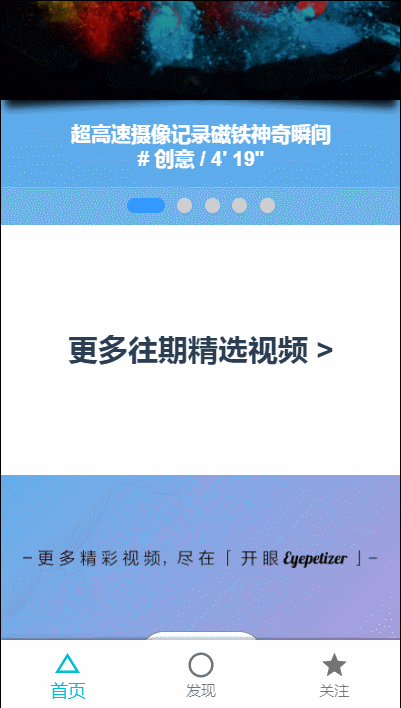 超高速摄像记录磁铁神奇瞬间
# 创意 / 4' 19"
更多往期精选视频 >
– 更多精彩视频, 尽在「 开眼 Eyepetizer 」–
首页
发现
关注